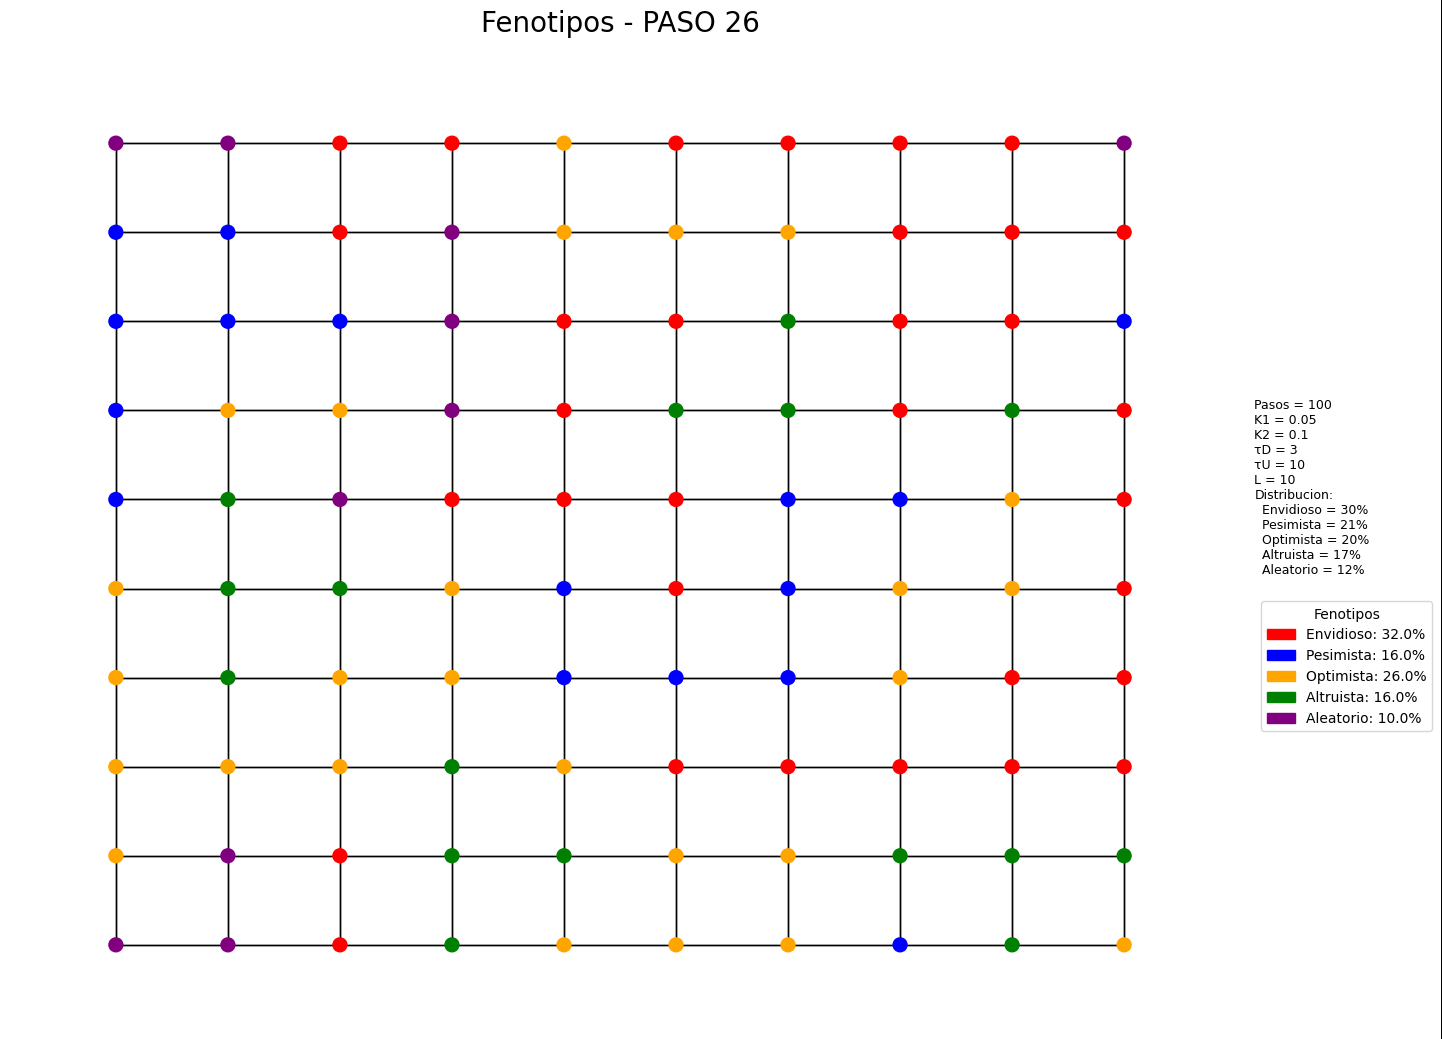 Fenotipos - PASO 26
Pasos = 100
K1 = 0.05
K2 = 0.1
τD = 3
τU = 10
L = 10
Distribucion:
Envidioso = 30%
Pesimista = 21%
Optimista = 20%
Altruista = 17%
Aleatorio = 12%
Fenotipos
Envidioso: 32.0%
Pesimista: 16.0%
Optimista: 26.0%
Altruista: 16.0%
Aleatorio: 10.0%